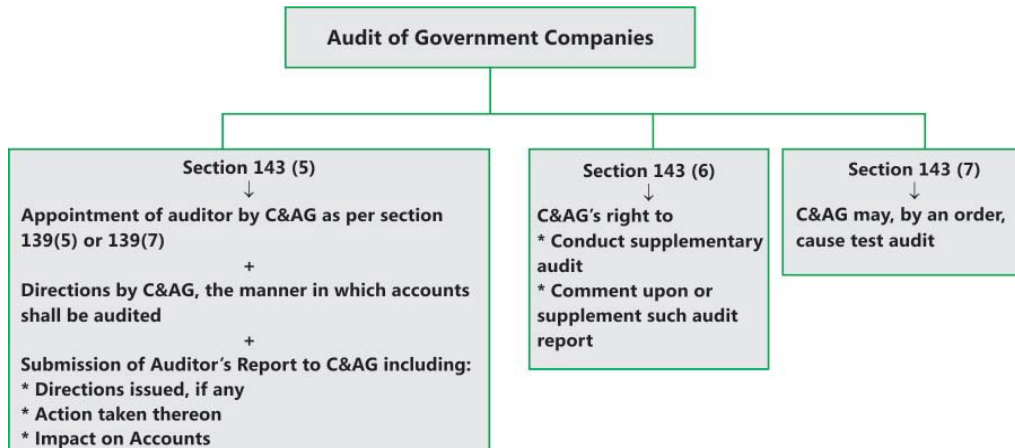 Audit of Government Companies
Section 143 (5)
↓
Appointment of auditor by C&AG as per section
139(5) or 139(7)
+
Directions by C&AG, the manner in which accounts
shall be audited
+
Submission of Auditor's Report to C&AG including:
* Directions issued, if any
* Action taken thereon
* Impact on Accounts
Section 143 (6)
↓
C&AG's right to
* Conduct supplementary
audit
* Comment upon or
supplement such audit
report
Section 143 (7)
↓
C&AG may, by an order,
cause test audit